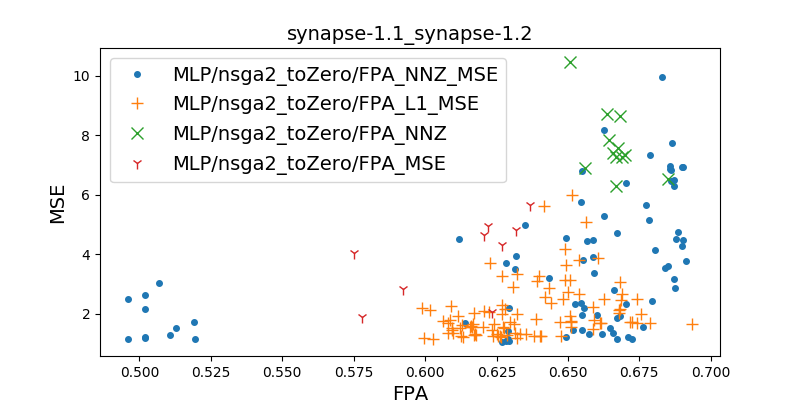 synapse-1.1_synapse-1.2
MLP/nsga2_toZero/FPA_NNZ_MSE
MLP/nsga2_toZero/FPA_L1_MSE
MLP/nsga2_toZero/FPA_NNZ
MLP/nsga2_toZero/FPA_MSE
10
8
6
4
2
MSE
0.500 0.525 0.550 0.575 0.600 0.625 0.650 0.675 0.700
FPA